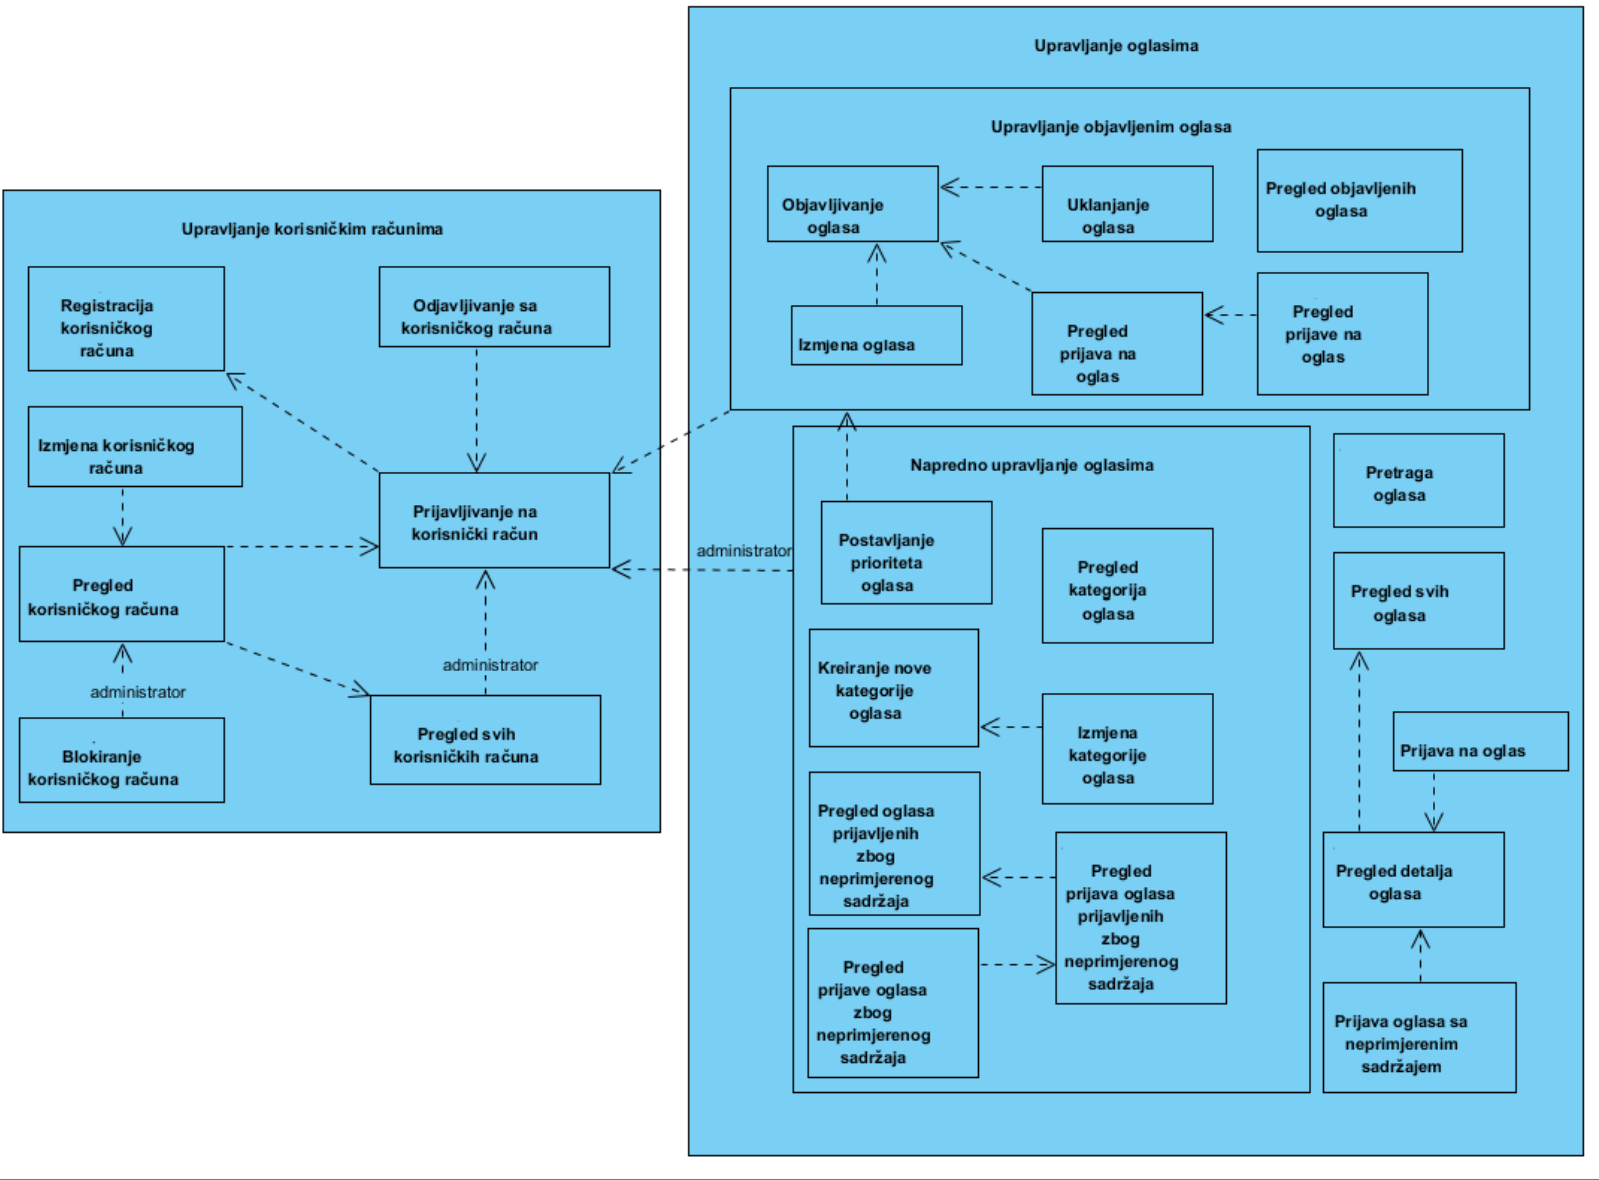 Upravljanje korisničkim računima
Registracija
korisničkog
računa
Odjavljivanje sa
korisničkog računa
Izmjena korisničkog
računa
Prijavljivanje na
korisnički račun
Pregled
korisničkog računa
administrator
administrator
Blokiranje
korisničkog računa
Pregled svih
korisničkih računa
Upravljanje oglasima
Upravljanje objavljenim oglasa
Objavljivanje
oglasa
Uklanjanje
oglasa
Pregled objavljenih
oglasa
Izmjena oglasa
Pregled
prijava na
oglas
Pregled
prijave na
oglas
administrator
Napredno upravljanje oglasima
Postavljanje
prioriteta
oglasa
Pregled
kategorija
oglasa
Kreiranje nove
kategorije
oglasa
Izmjena
kategorije
oglasa
Pregled oglasa
prijavljenih
zbog
neprimjerenog
sadržaja
Pregled
prijava oglasa
prijavljenih
zbog
neprimjerenog
sadržaja
Pregled
prijave oglasa
zbog
neprimjerenog
sadržaja
Pretraga
oglasa
Pregled svih
oglasa
Prijava na oglas
Pregled detalja
oglasa
Prijava oglasa sa
neprimjerenim
sadržajem